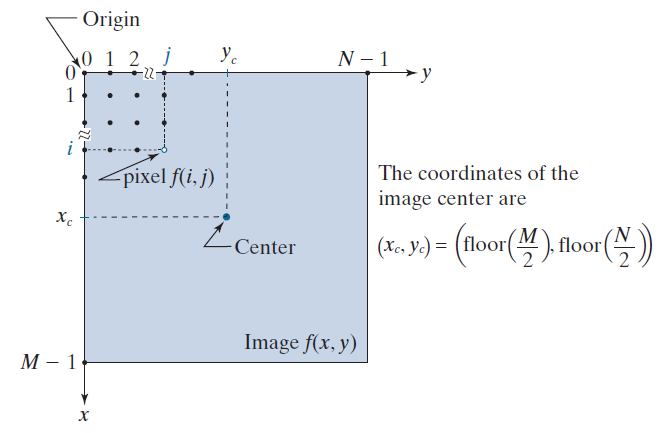 Origin
0 1 2 j y_c N − 1
0 y
1
i
pixel f(i, j)
The coordinates of the
image center are
x_c
Center
(x_c, y_c) = (floor(M/2), floor(N/2))
Image f(x, y)
M − 1
x